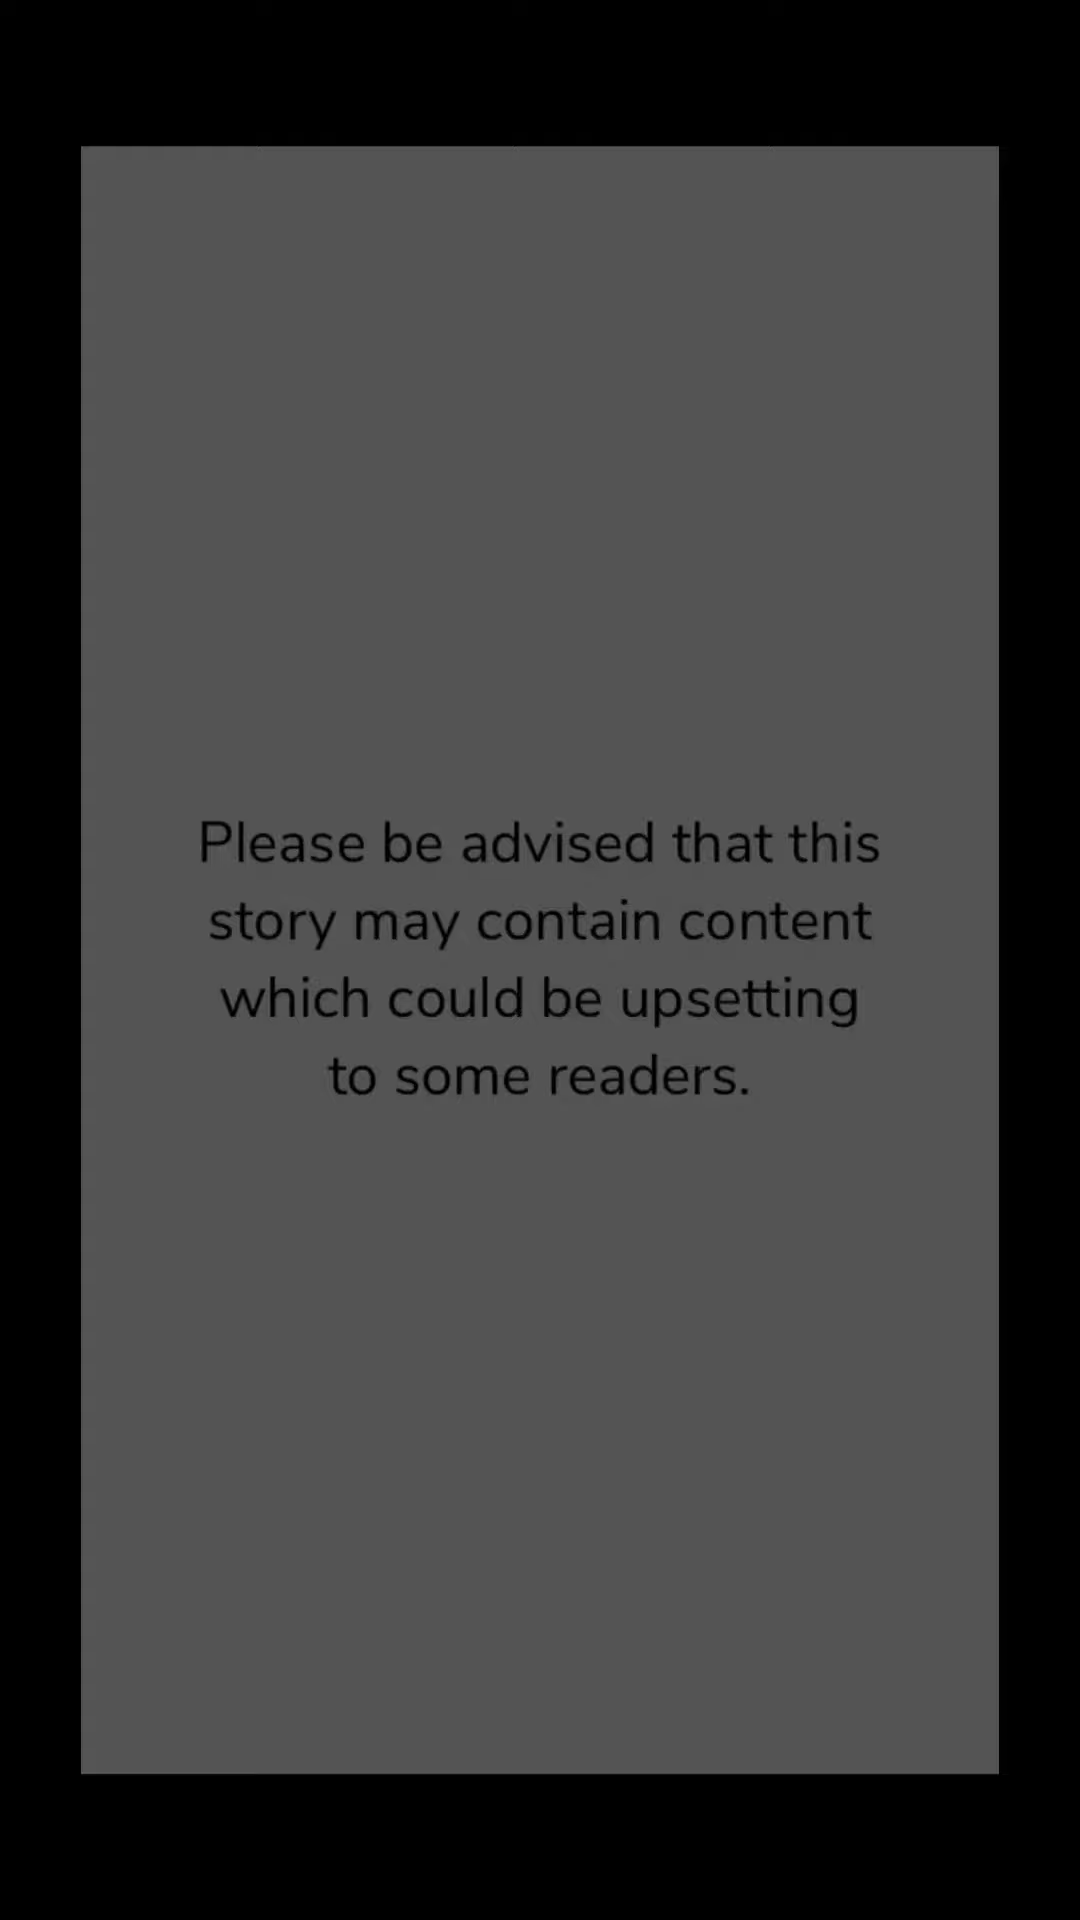 Please be advised that this
story may contain content
which could be upsetting
to some readers.